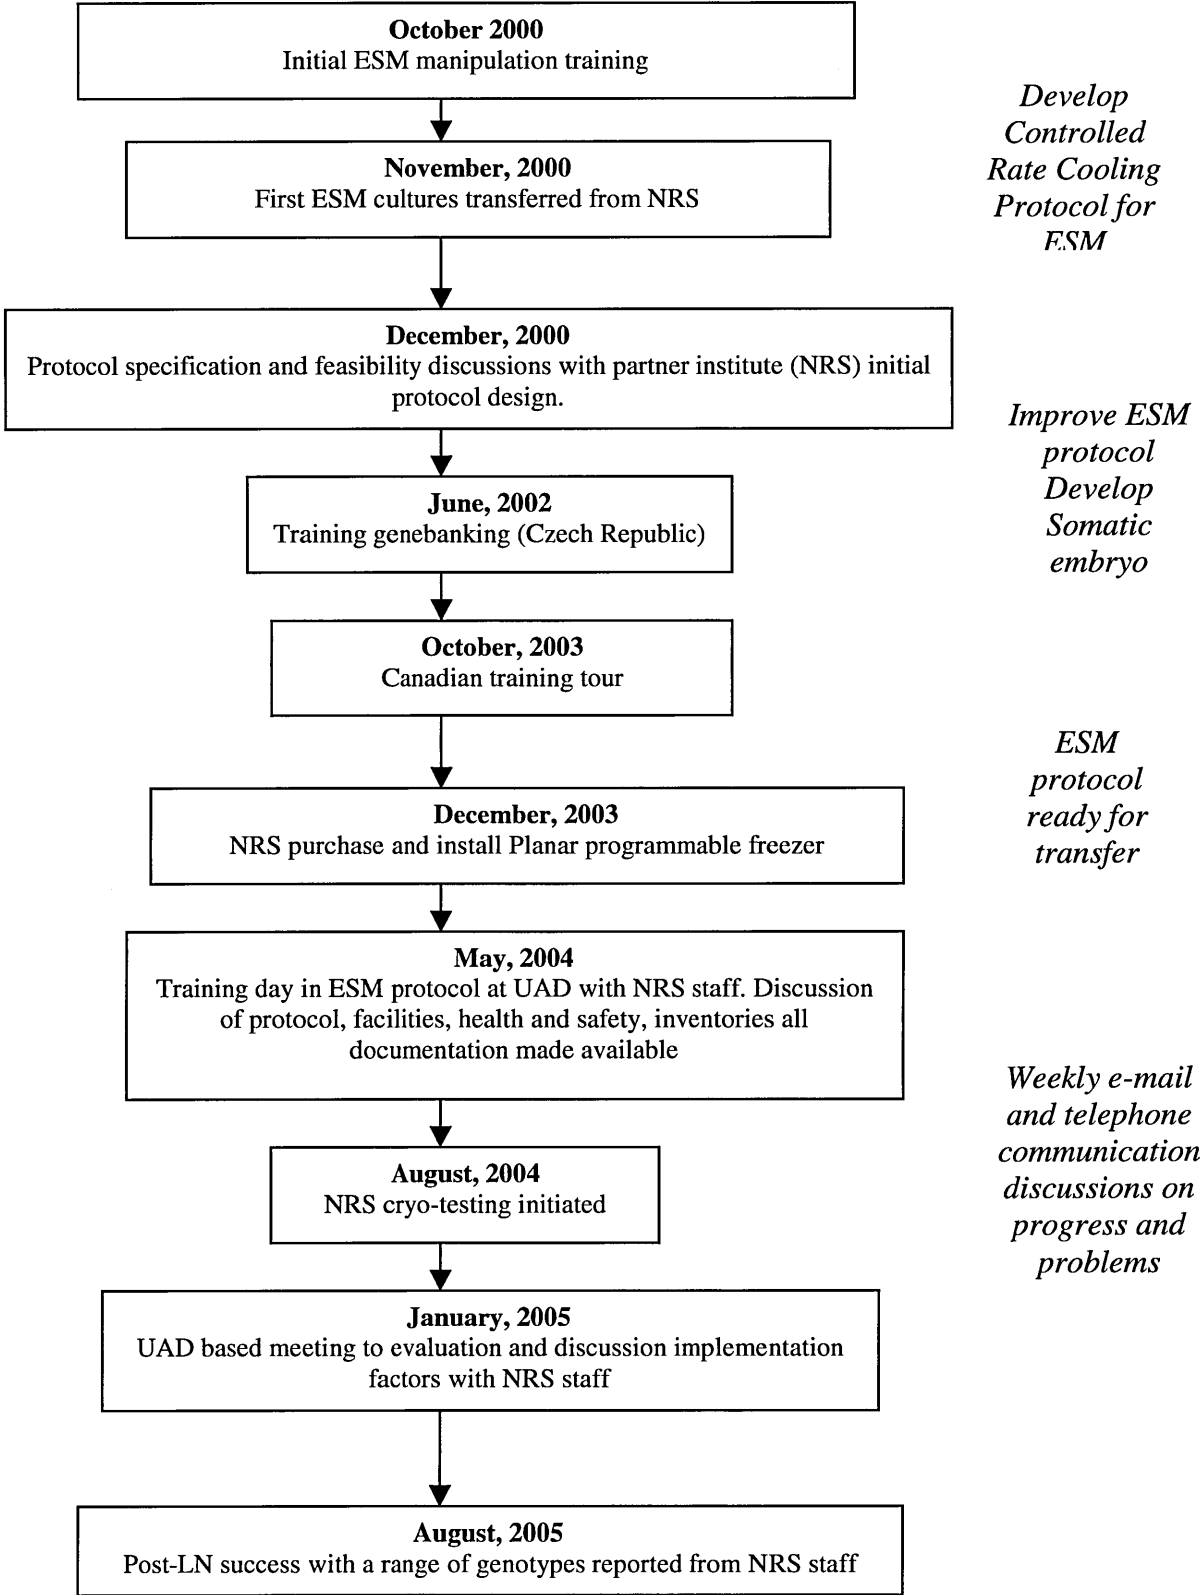 October 2000
Initial ESM manipulation training
Develop
Controlled
Rate Cooling
Protocol for
ESM
November, 2000
First ESM cultures transferred from NRS
December, 2000
Protocol specification and feasibility discussions with partner institute (NRS) initial
protocol design.
Improve ESM
protocol
Develop
Somatic
embryo
June, 2002
Training genebanking (Czech Republic)
October, 2003
Canadian training tour
ESM
protocol
ready for
transfer
December, 2003
NRS purchase and install Planar programmable freezer
May, 2004
Training day in ESM protocol at UAD with NRS staff. Discussion
of protocol, facilities, health and safety, inventories all
documentation made available
Weekly e-mail
and telephone
communication
discussions on
progress and
problems
August, 2004
NRS cryo-testing initiated
January, 2005
UAD based meeting to evaluation and discussion implementation
factors with NRS staff
August, 2005
Post-LN success with a range of genotypes reported from NRS staff